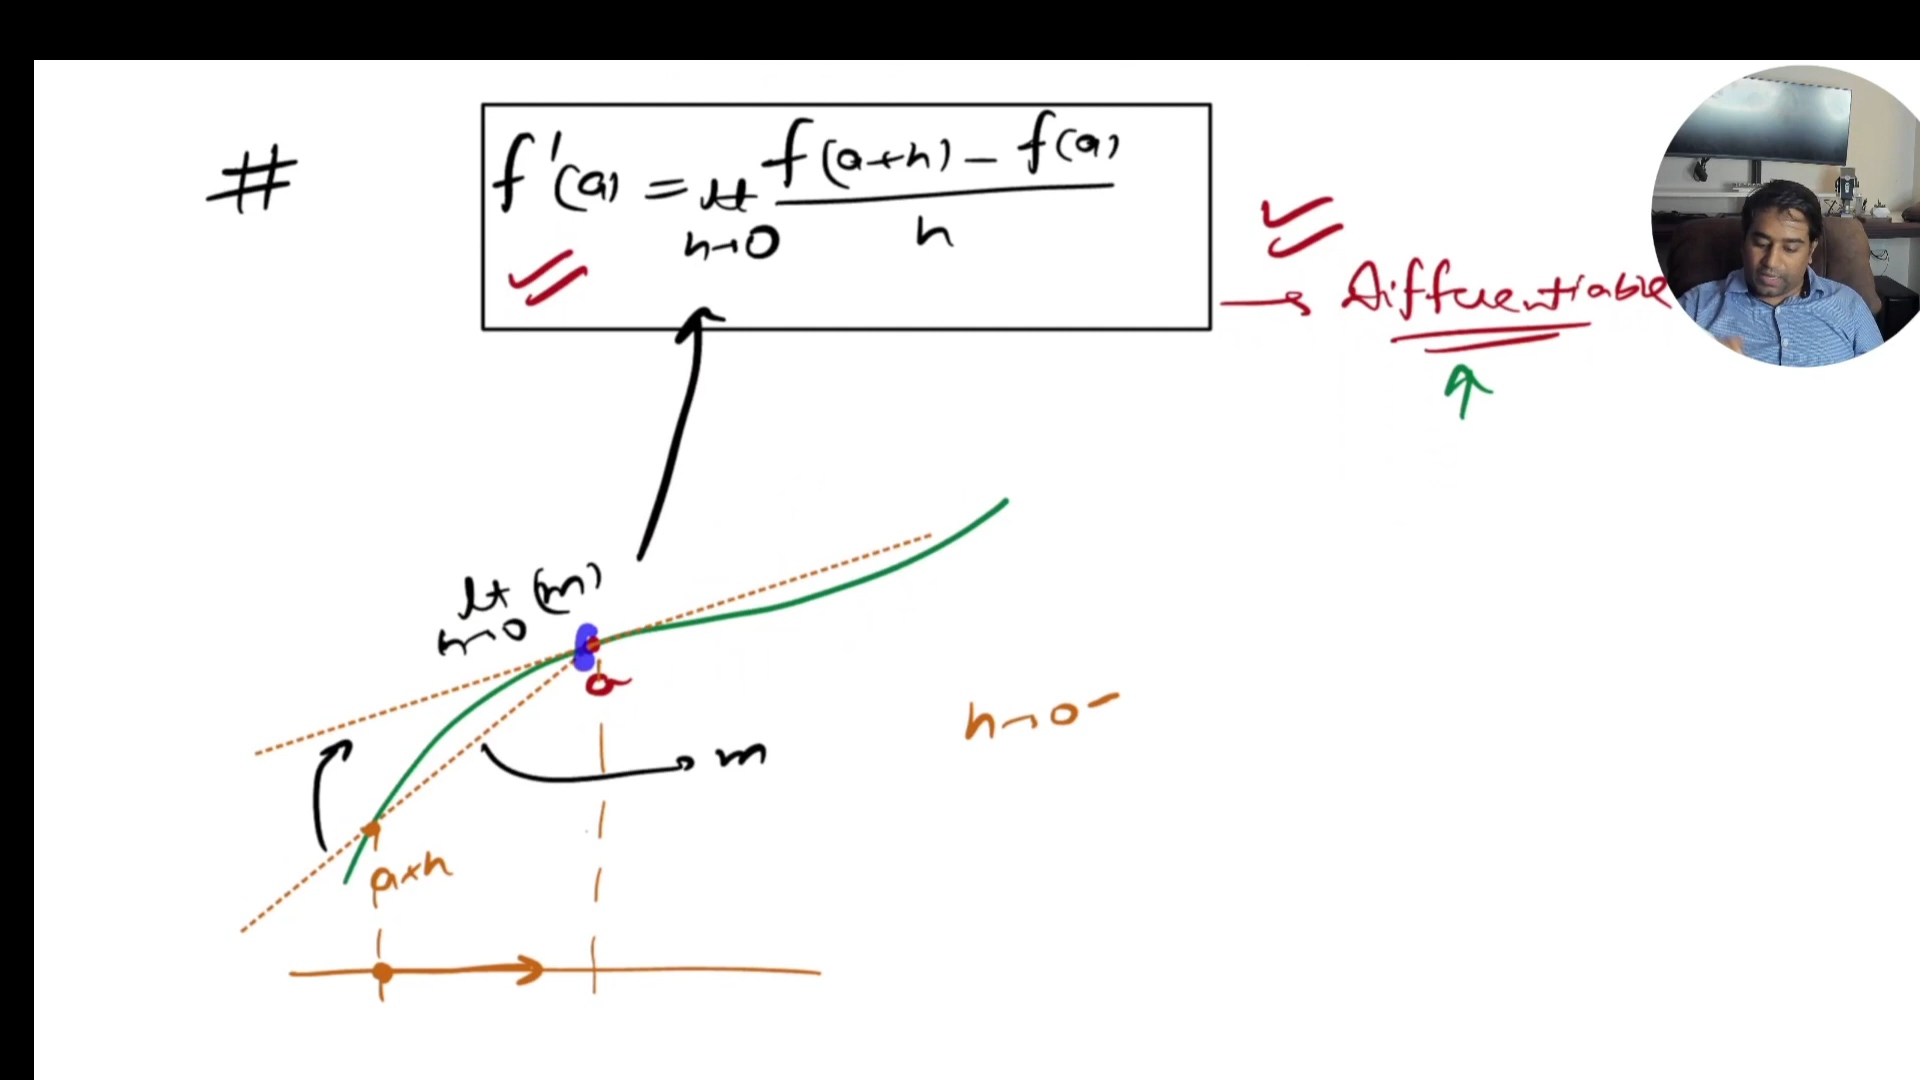 # f'(a) = lt f(a+h) - f(a)
h→0 h
→ Differentiable
lt (m)
h→0
a
h→0-
m
a+h